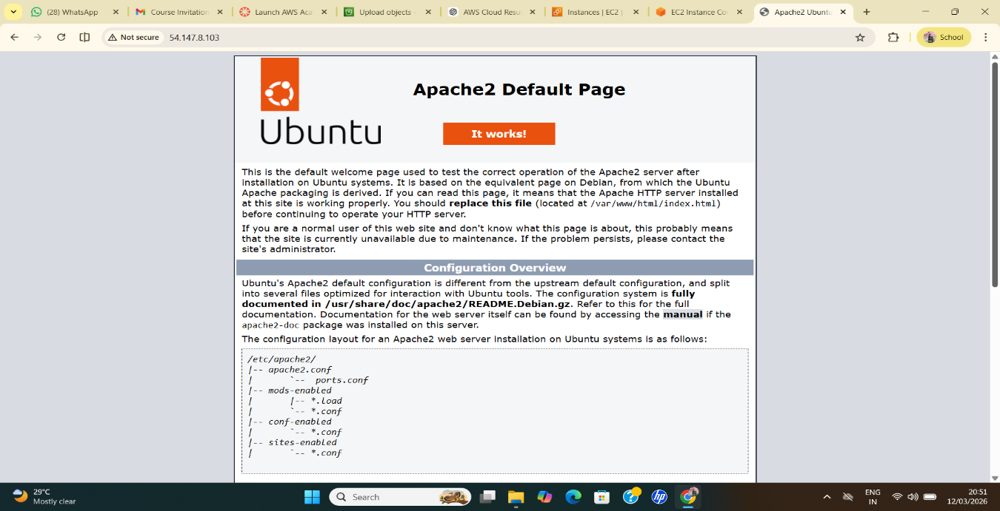 (28) WhatsApp
Course Invitation
Launch AWS Aca
Upload objects
AWS Cloud Resu
Instances | EC2 |
EC2 Instance Con
Apache2 Ubuntu
Not secure
54.147.8.103
School
Ubuntu
Apache2 Default Page
It works!
This is the default welcome page used to test the correct operation of the Apache2 server after
installation on Ubuntu systems. It is based on the equivalent page on Debian, from which the Ubuntu
Apache packaging is derived. If you can read this page, it means that the Apache HTTP server installed
at this site is working properly. You should replace this file (located at /var/www/html/index.html)
before continuing to operate your HTTP server.
If you are a normal user of this web site and don't know what this page is about, this probably means
that the site is currently unavailable due to maintenance. If the problem persists, please contact the
site's administrator.
Configuration Overview
Ubuntu's Apache2 default configuration is different from the upstream default configuration, and split
into several files optimized for interaction with Ubuntu tools. The configuration system is fully
documented in /usr/share/doc/apache2/README.Debian.gz. Refer to this for the full
documentation. Documentation for the web server itself can be found by accessing the manual if the
apache2-doc package was installed on this server.
The configuration layout for an Apache2 web server installation on Ubuntu systems is as follows:
/etc/apache2/
|-- apache2.conf
|       `--  ports.conf
|-- mods-enabled
|       |-- *.load
|       `-- *.conf
|-- conf-enabled
|       `-- *.conf
|-- sites-enabled
|       `-- *.conf
29°C
Mostly clear
Search
hp
ENG
IN
20:51
12/03/2026